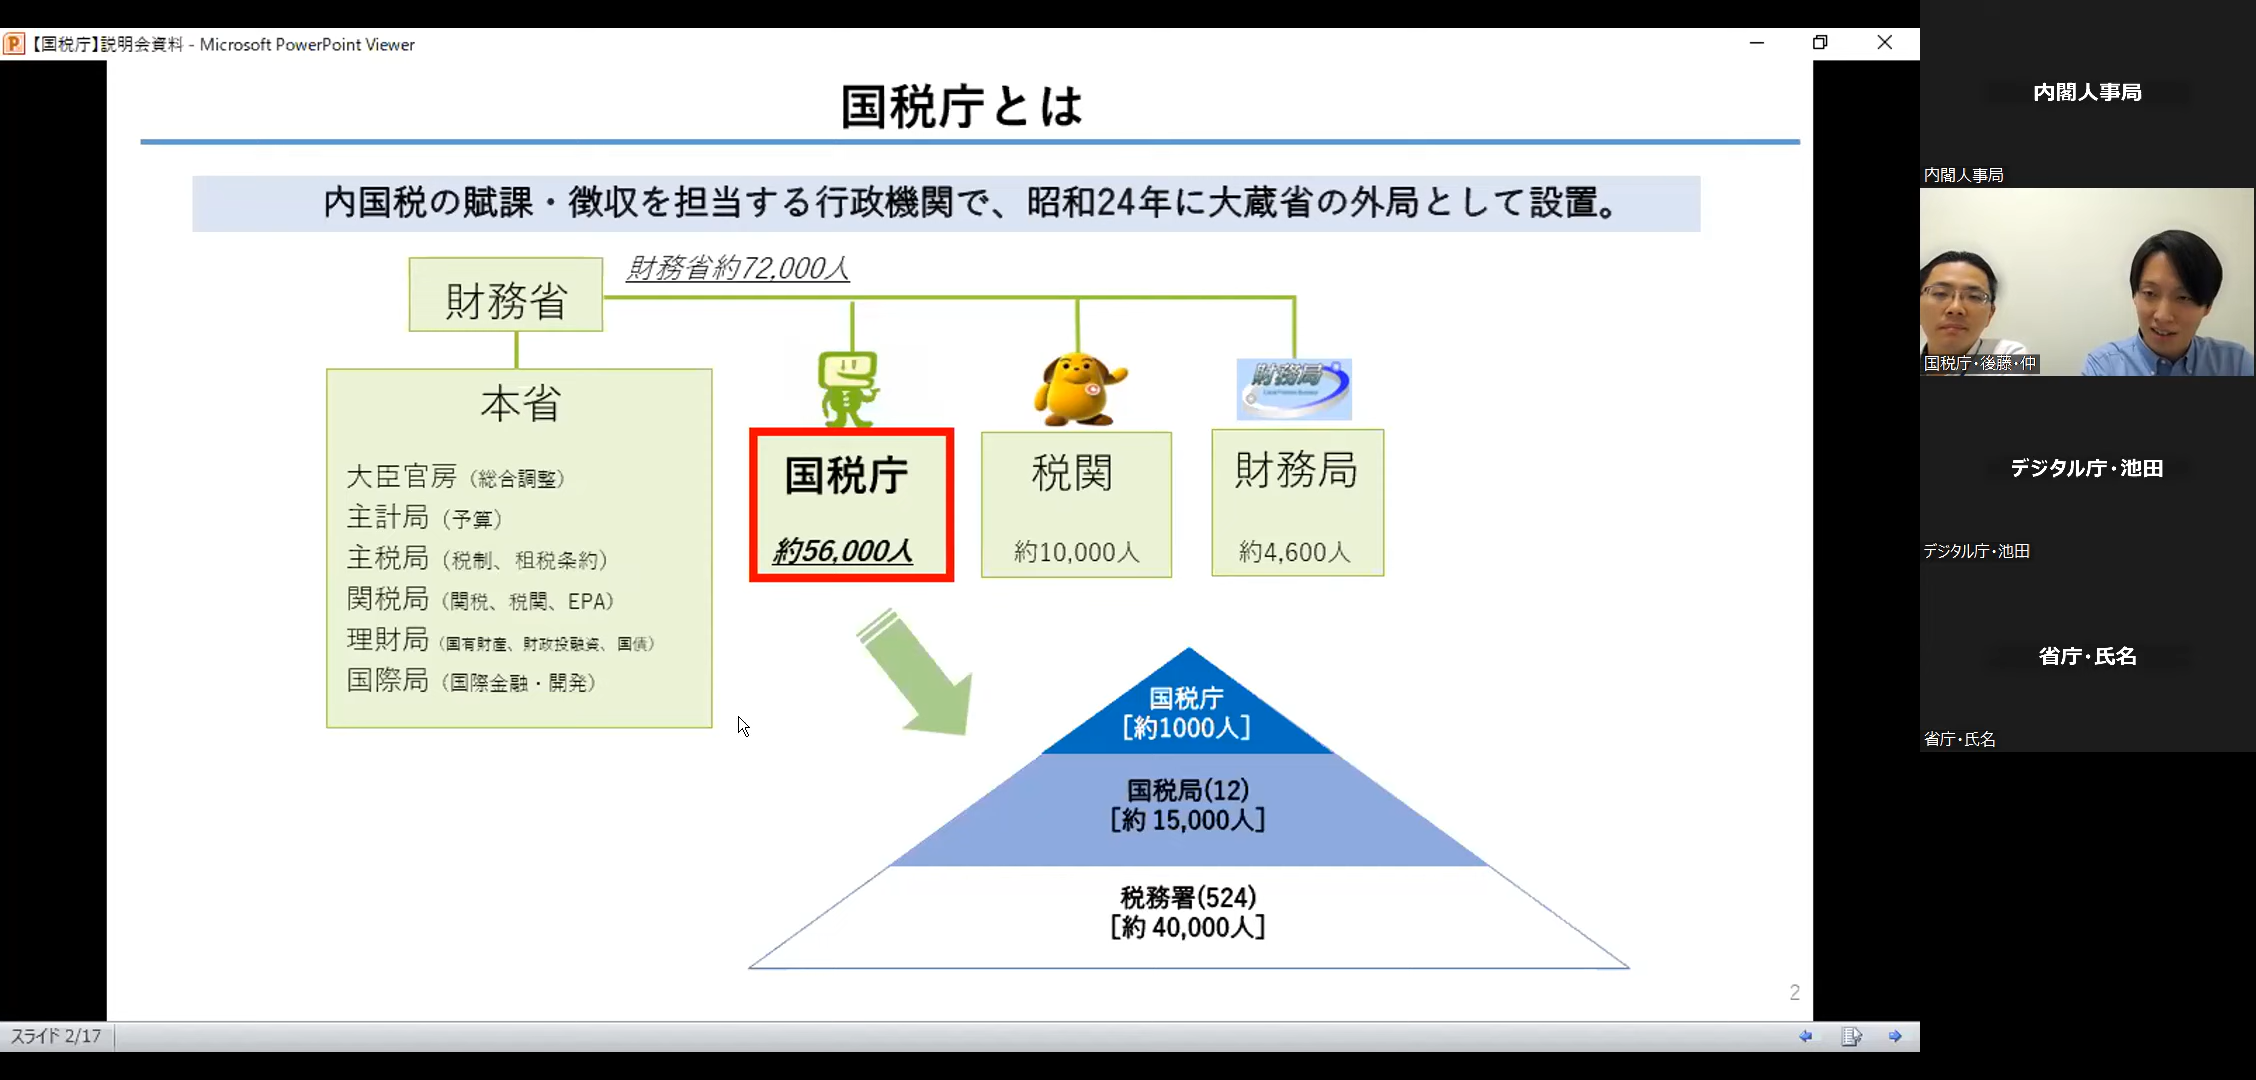 【国税庁】説明会資料 - Microsoft PowerPoint Viewer
国税庁とは
内国税の賦課・徴収を担当する行政機関で、昭和24年に大蔵省の外局として設置。
財務省
財務省約72,000人
本省
大臣官房（総合調整）
主計局（予算）
主税局（税制、租税条約）
関税局（関税、税関、EPA）
理財局（国有財産、財政投融資、国債）
国際局（国際金融・開発）
国税庁
約56,000人
税関
約10,000人
財務局
財務局
約4,600人
国税庁
[約1000人]
国税局(12)
[約 15,000人]
税務署(524)
[約 40,000人]
2
スライド 2/17
内閣人事局
内閣人事局
国税庁・後藤・仲
デジタル庁・池田
デジタル庁・池田
省庁・氏名
省庁・氏名